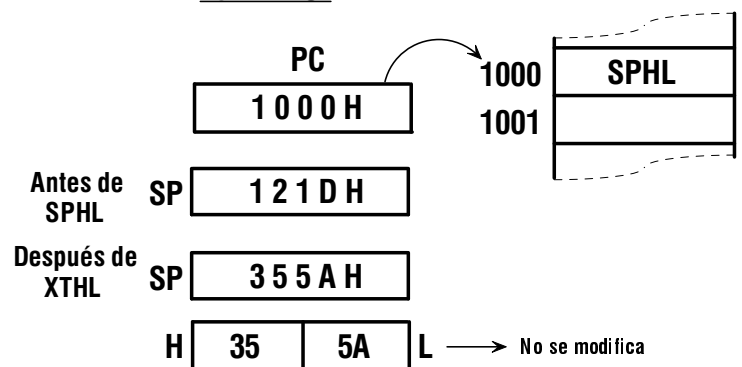 PC
1000 SPHL
1000H
1001
Antes de
SPHL
SP 121DH
Después de
XTHL
SP 355AH
H 35 5A L No se modifica